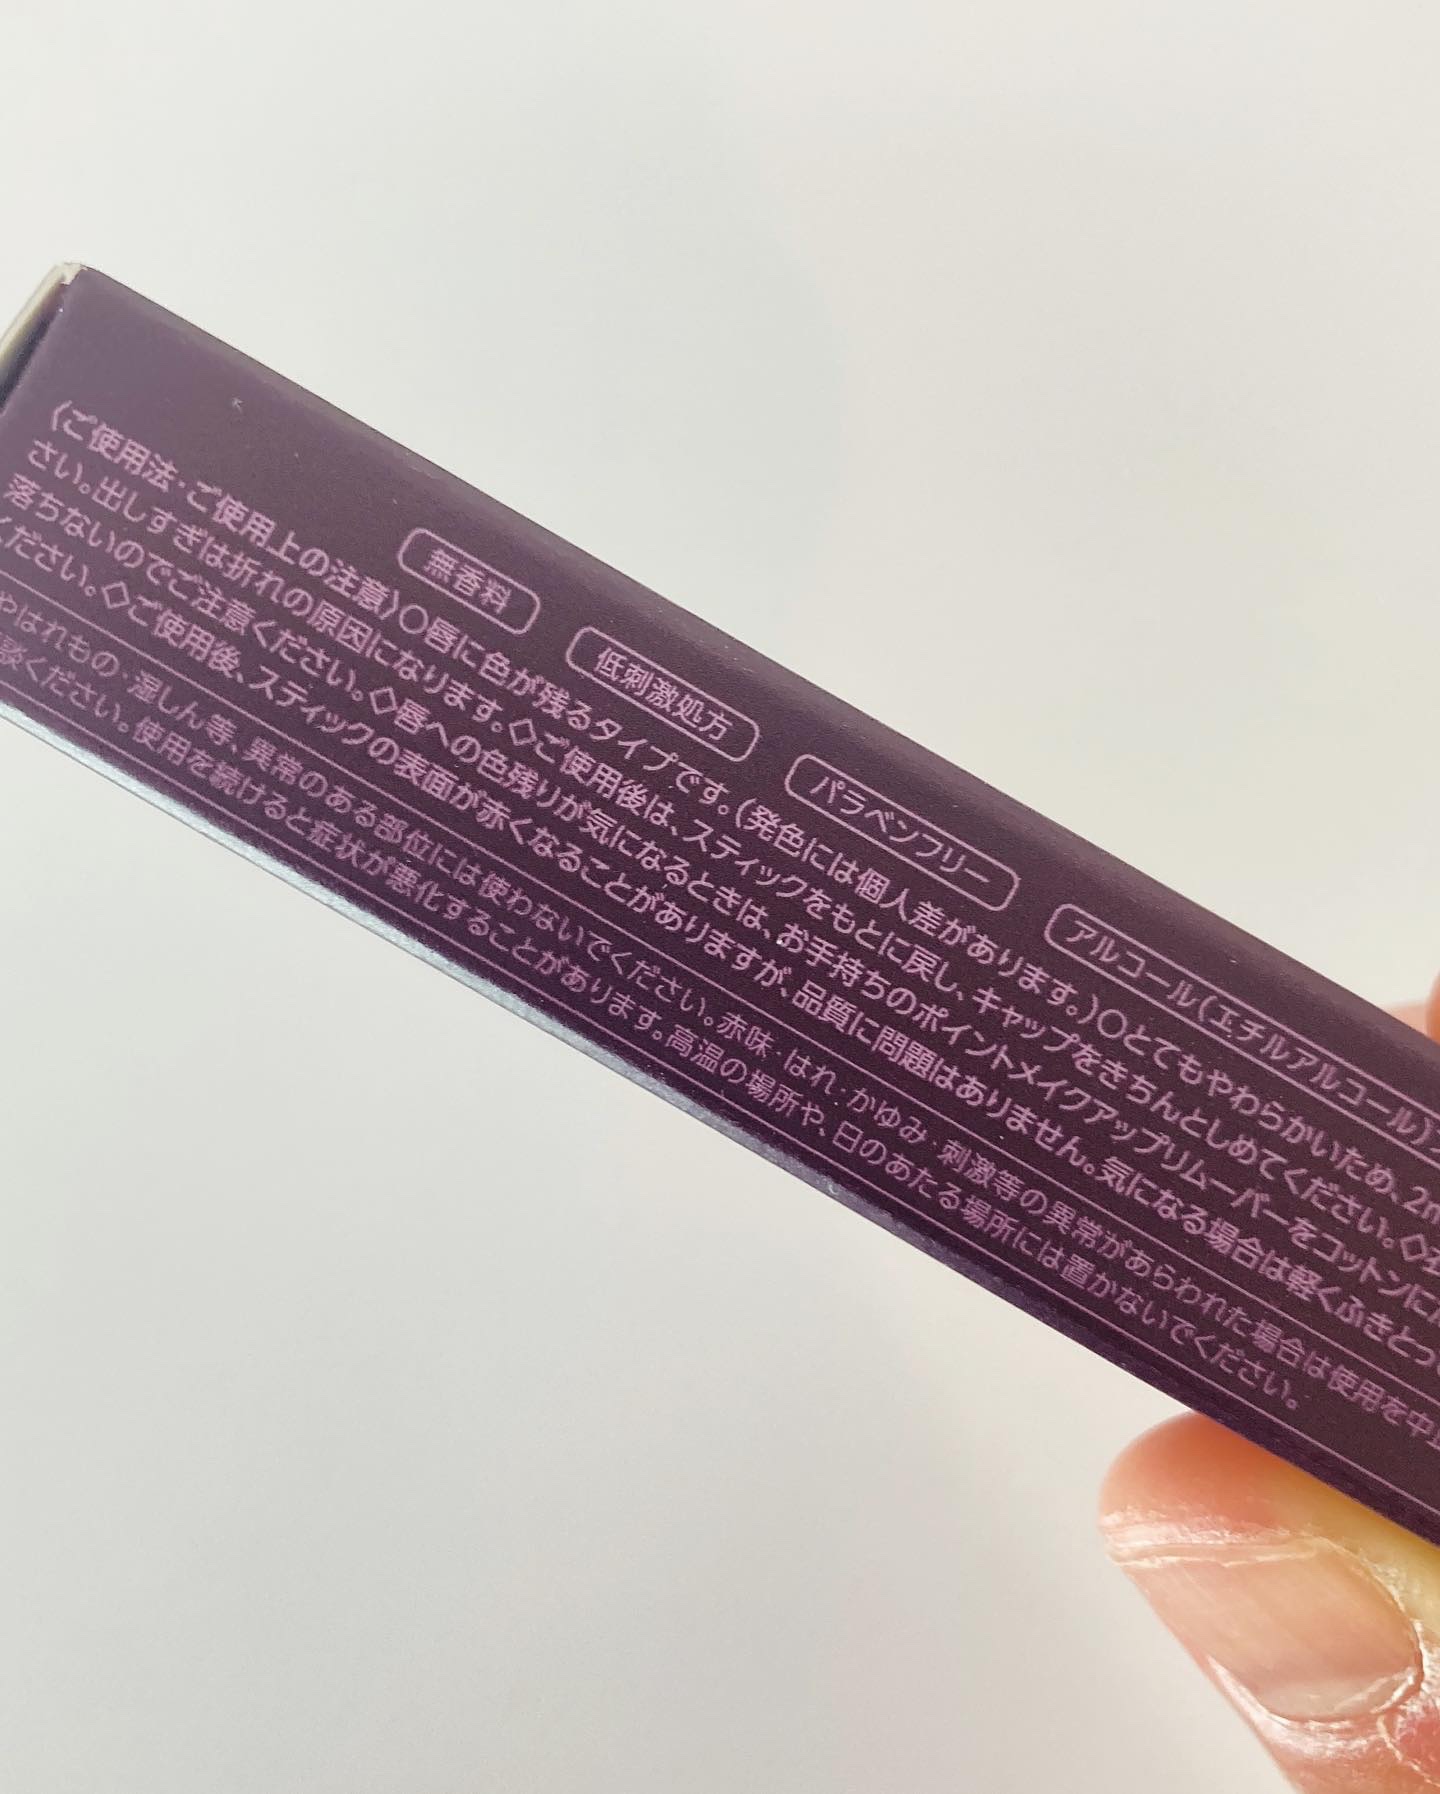 無香料
低刺激処方
パラベンフリー
アルコール(エチルアルコール)フ
〈ご使用法・ご使用上の注意〉○唇に色が残るタイプです。(発色には個人差があります。)○とてもやわらかいため、2m
さい。出しすぎは折れの原因になります。◇ご使用後は、スティックをもとに戻し、キャップをきちんとしめてください。◇衣
落ちないのでご注意ください。◇唇への色残りが気になるときは、お手持ちのポイントメイクアップリムーバーをコットンに
ください。◇ご使用後、スティックの表面が赤くなることがありますが、品質に問題はありません。気になる場合は軽くふきとっ
やはれもの・湿しん等、異常のある部位には使わないでください。赤味・はれ・かゆみ・刺激等の異常があらわれた場合は使用を中止
談ください。使用を続けると症状が悪化することがあります。高温の場所や、日のあたる場所には置かないでください。